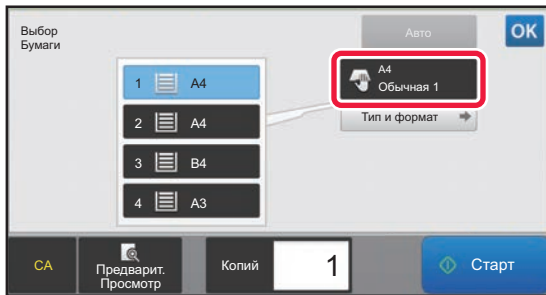 Выбор
Бумаги
Авто
OK
1 A4
2 A4
3 B4
4 A3
A4
Обычная 1
Тип и формат
CA
Предварит.
Просмотр
Копий
1
Старт